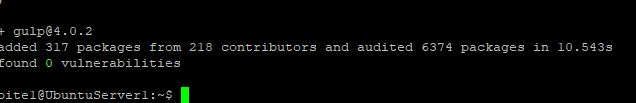 + gulp@4.0.2
added 317 packages from 218 contributors and audited 6374 packages in 10.543s
found 0 vulnerabilities
pite1@UbuntuServer1:~$